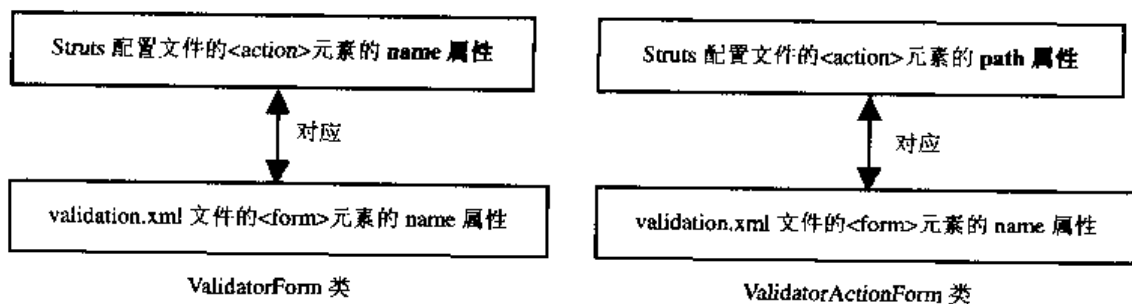 Struts 配置文件的<action>元素的 name 属性
对应
validation.xml 文件的<form>元素的 name 属性
ValidatorForm 类
Struts 配置文件的<action>元素的 path 属性
对应
validation.xml 文件的<form>元素的 name 属性
ValidatorActionForm 类